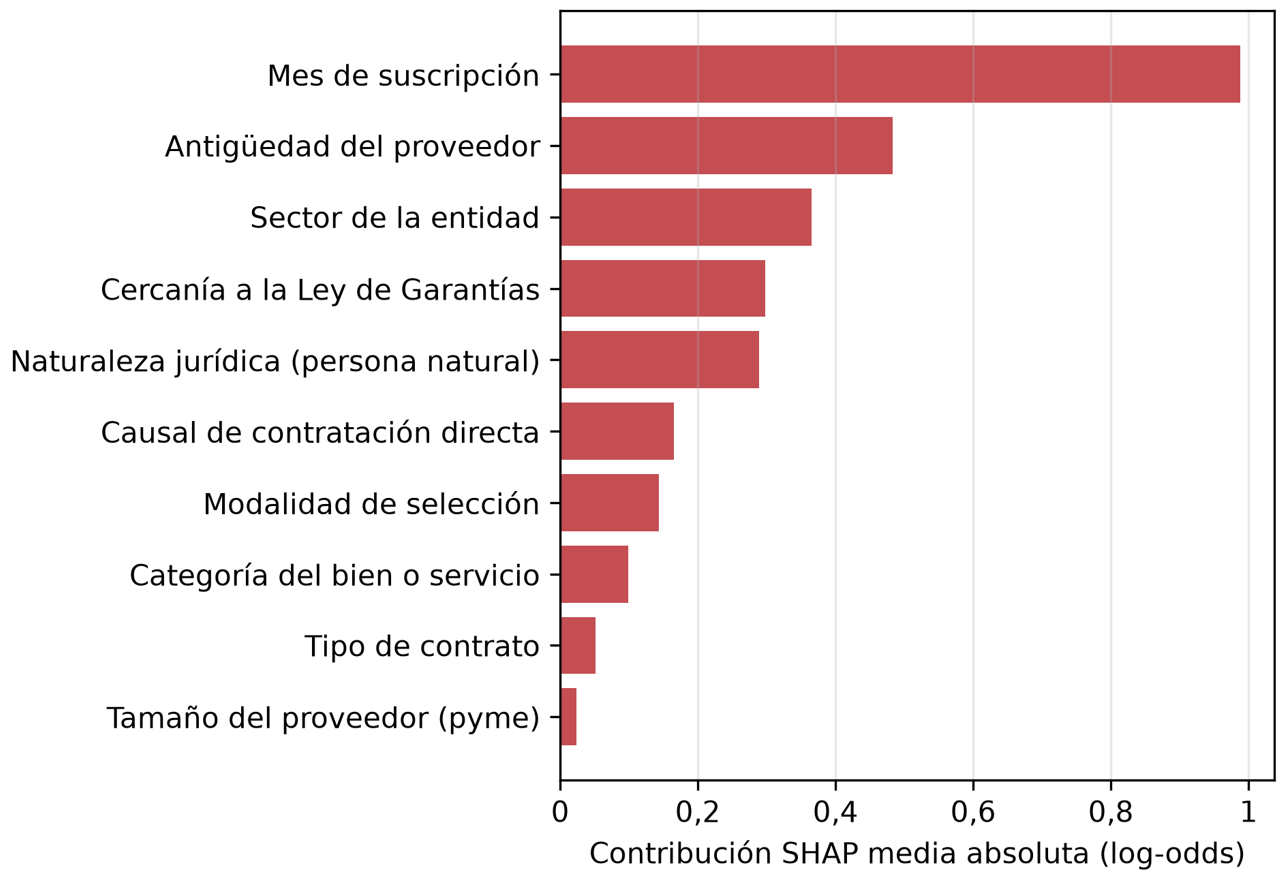 Mes de suscripción
Antigüedad del proveedor
Sector de la entidad
Cercanía a la Ley de Garantías
Naturaleza jurídica (persona natural)
Causal de contratación directa
Modalidad de selección
Categoría del bien o servicio
Tipo de contrato
Tamaño del proveedor (pyme)
0 0,2 0,4 0,6 0,8 1
Contribución SHAP media absoluta (log-odds)